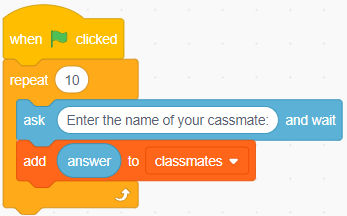 when clicked
repeat 10
ask Enter the name of your cassmate: and wait
add answer to classmates